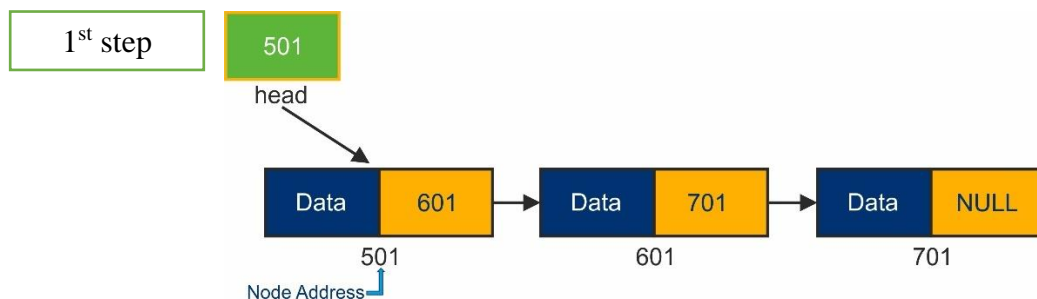 1st step
501
head
Data 601 Data 701 Data NULL
501 601 701
Node Address